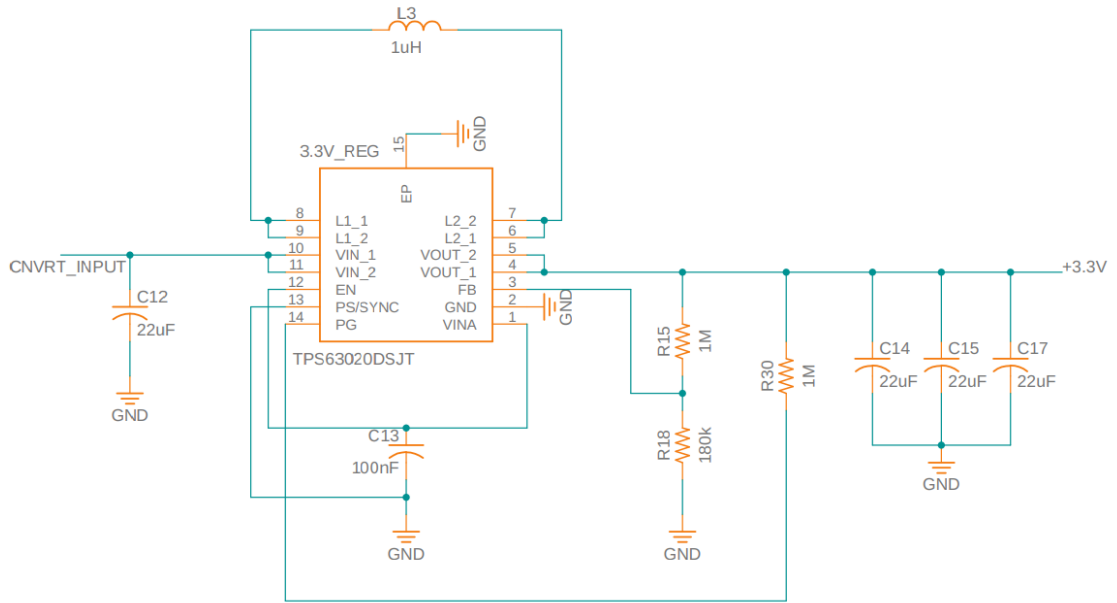 L3
1uH
GND
15
3.3V_REG
EP
8 L1_1 L2_2 7
9 L1_2 L2_1 6
10 VIN_1 VOUT_2 5
11 VIN_2 VOUT_1 4
12 EN FB 3
13 PS/SYNC GND 2
14 PG VINA 1
GND
TPS63020DSJT
CNVRT_INPUT
C12
22uF
GND
C13
100nF
GND
R15
1M
R18
180k
GND
R30
1M
+3.3V
C14
22uF
C15
22uF
C17
22uF
GND